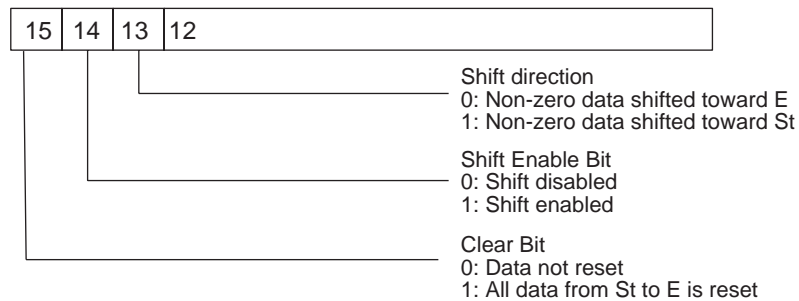 15 14 13 12
Shift direction
0: Non-zero data shifted toward E
1: Non-zero data shifted toward St
Shift Enable Bit
0: Shift disabled
1: Shift enabled
Clear Bit
0: Data not reset
1: All data from St to E is reset